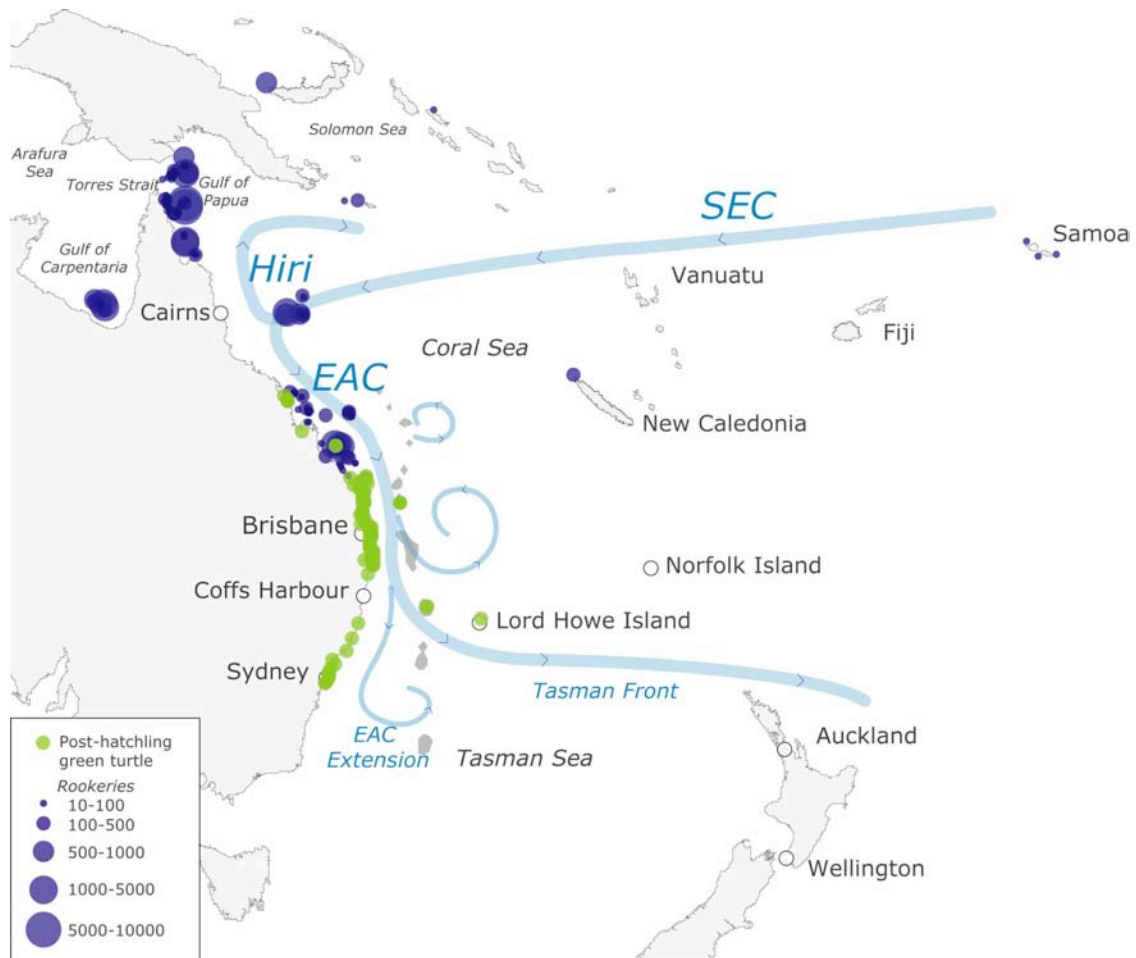 Solomon Sea
Arafura
Sea
Torres Strait
Gulf of
Papua
SEC
Samoa
Gulf of
Carpentaria
Hiri
Vanuatu
Cairns
Fiji
Coral Sea
EAC
New Caledonia
Brisbane
Norfolk Island
Coffs Harbour
Lord Howe Island
Sydney
Tasman Front
EAC
Extension
Tasman Sea
Auckland
Wellington
Post-hatchling
green turtle
Rookeries
10-100
100-500
500-1000
1000-5000
5000-10000